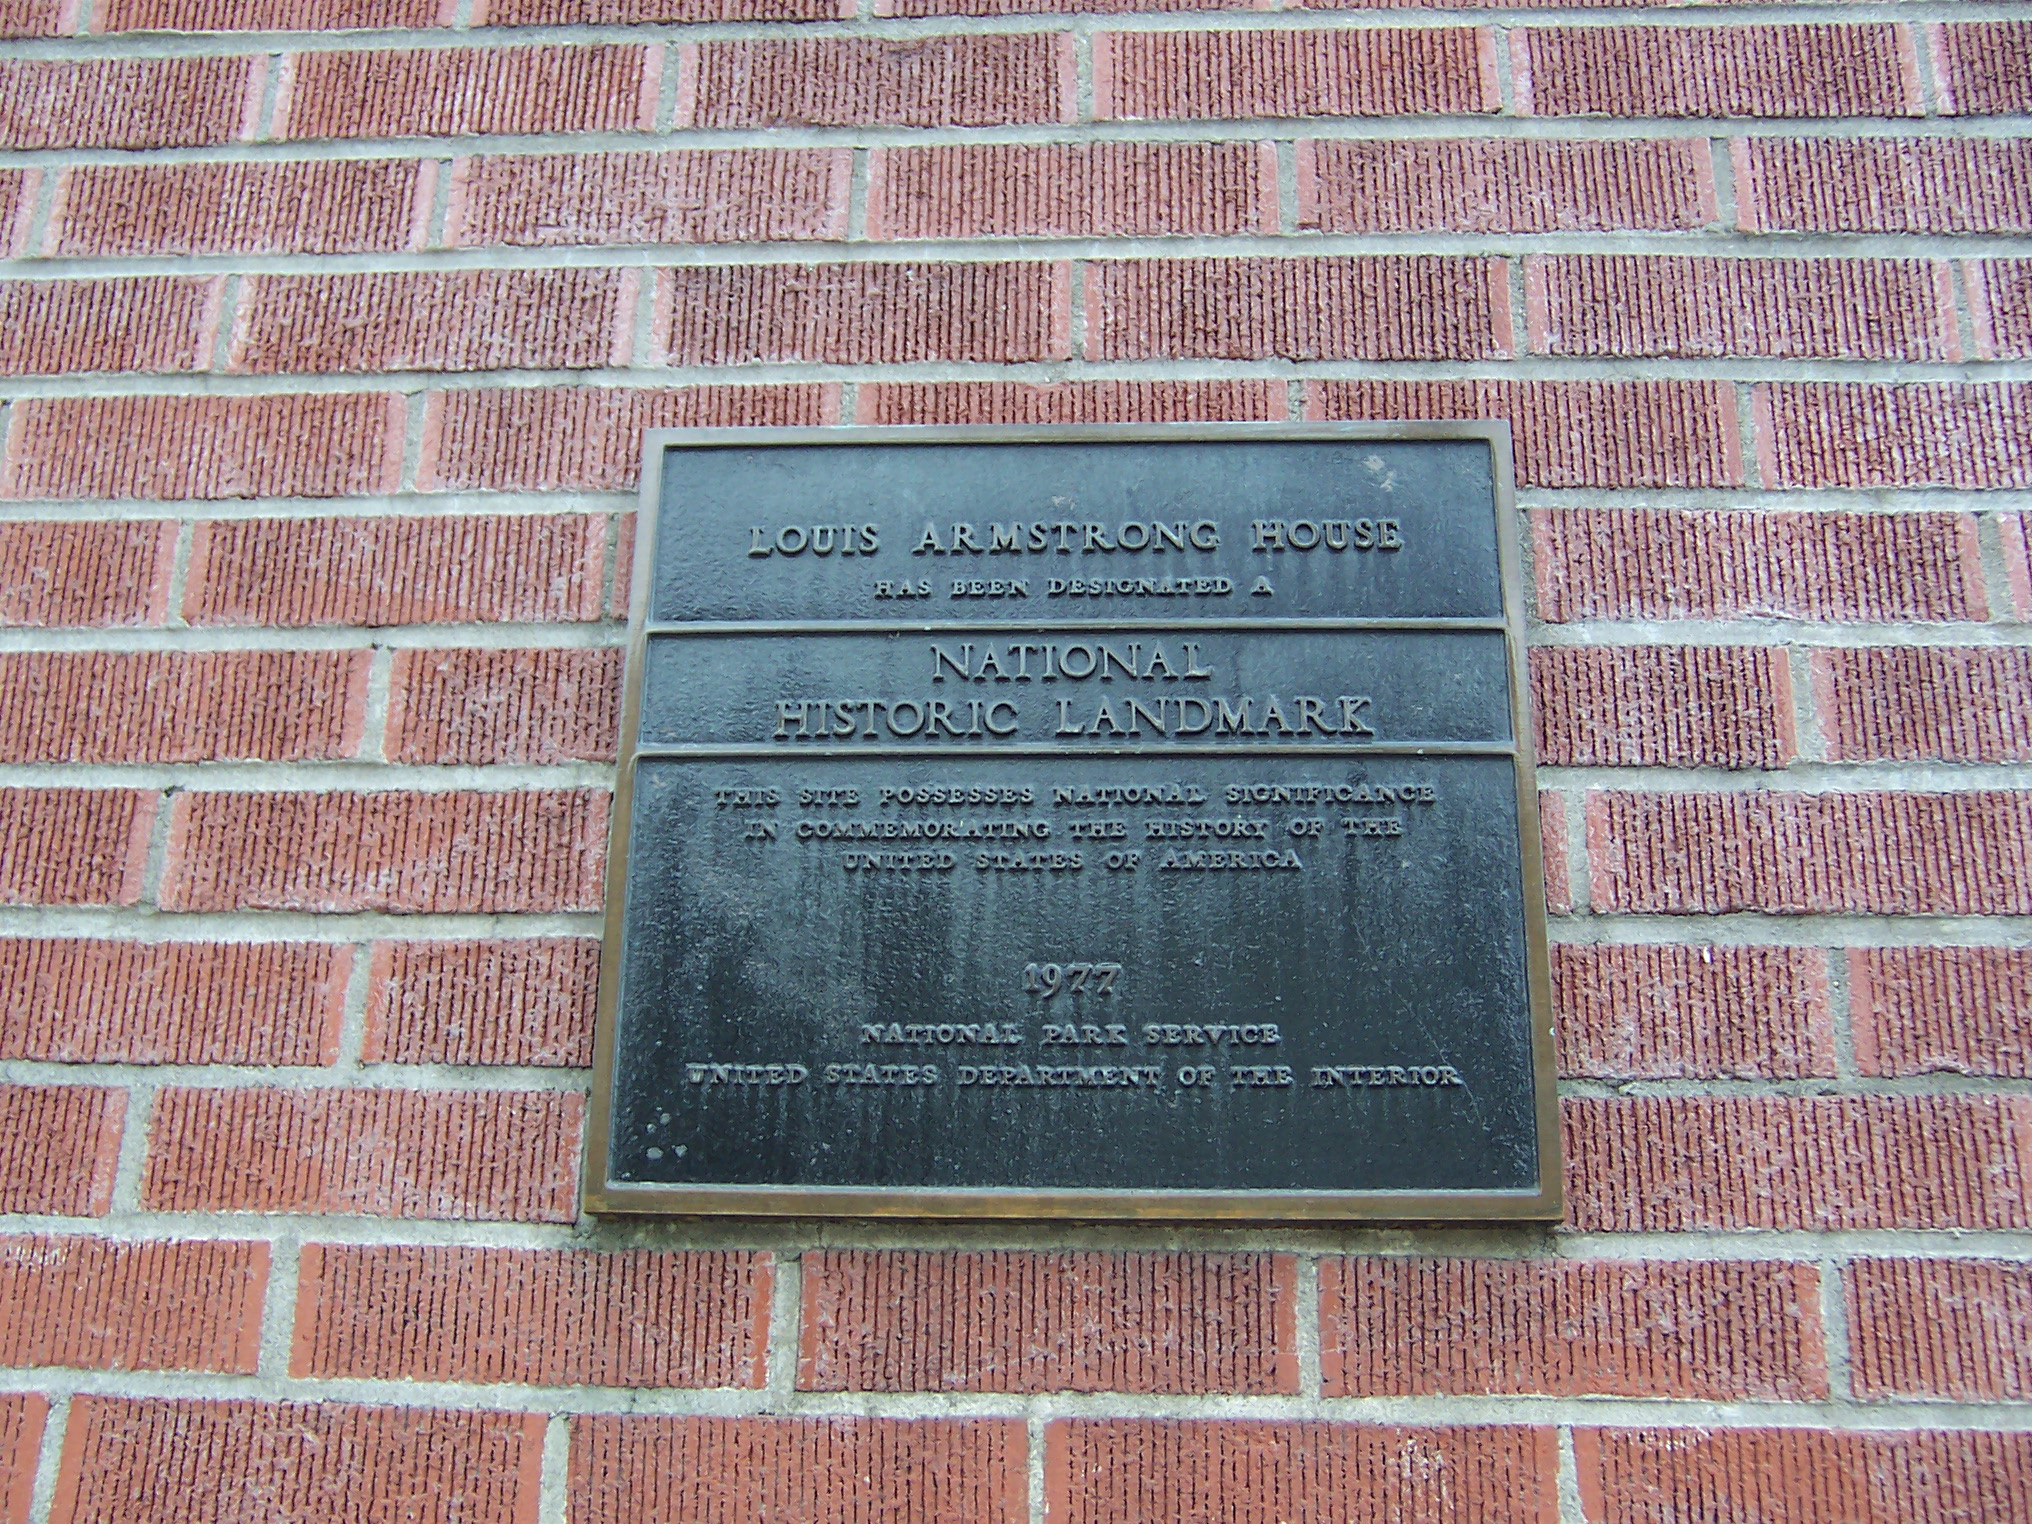 LOUIS ARMSTRONG HOUSE
HAS BEEN DESIGNATED A
NATIONAL
HISTORIC LANDMARK
THIS SITE POSSESSES NATIONAL SIGNIFICANCE
IN COMMEMORATING THE HISTORY OF THE
UNITED STATES OF AMERICA
1977
NATIONAL PARK SERVICE
UNITED STATES DEPARTMENT OF THE INTERIOR